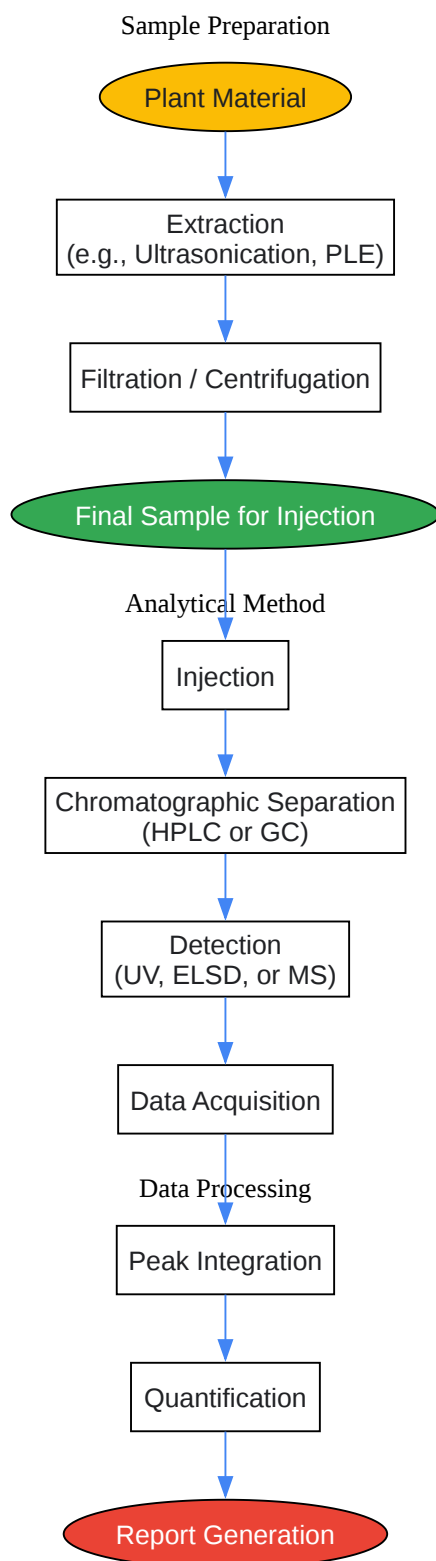 Sample Preparation
Plant Material
Extraction
(e.g., Ultrasonication, PLE)
Filtration / Centrifugation
Final Sample for Injection
Analytical Method
Injection
Chromatographic Separation
(HPLC or GC)
Detection
(UV, ELSD, or MS)
Data Acquisition
Data Processing
Peak Integration
Quantification
Report Generation